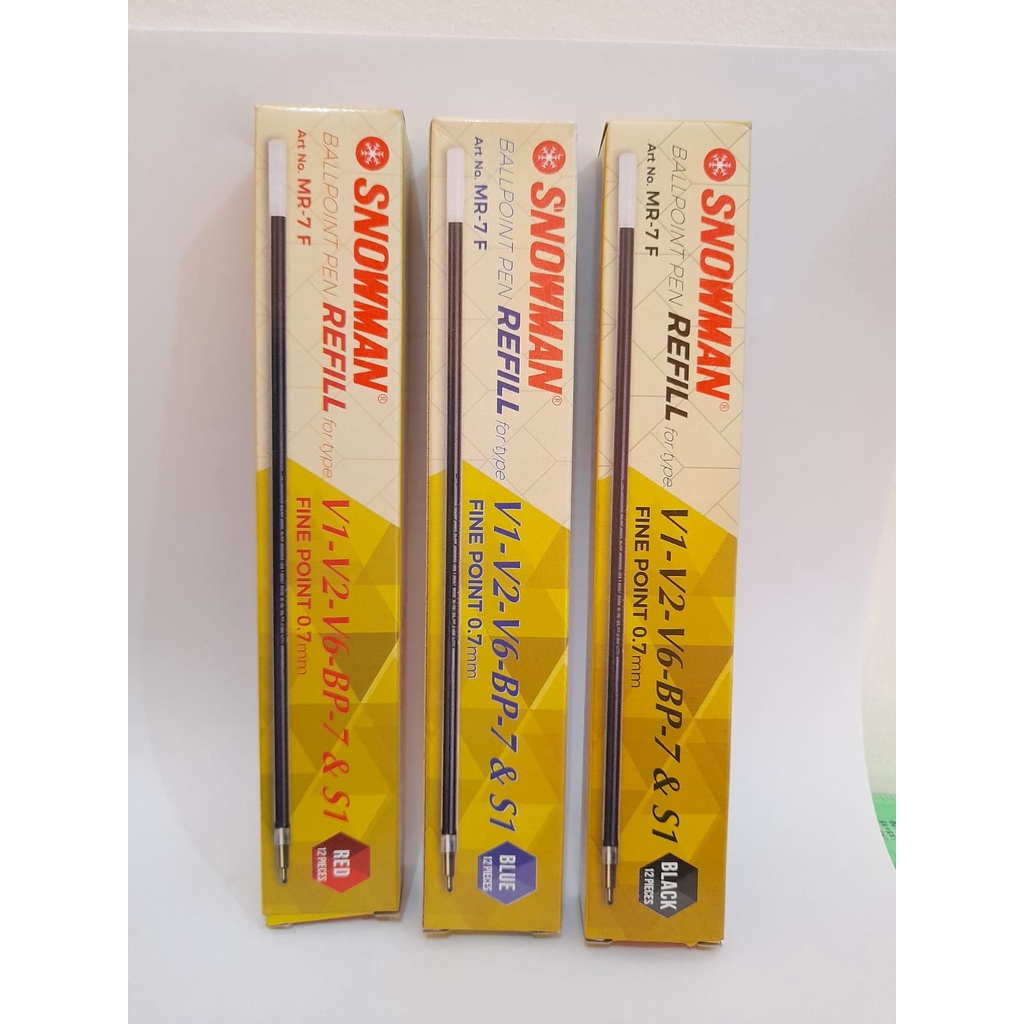 SNOWMAN®
BALLPOINT PEN REFILL for type
Art No. MR-7 F
V1-V2-V6-BP-7 & S1
FINE POINT 0.7mm
RED
12 PIECES
SNOWMAN®
BALLPOINT PEN REFILL for type
Art No. MR-7 F
V1-V2-V6-BP-7 & S1
FINE POINT 0.7mm
BLUE
12 PIECES
SNOWMAN®
BALLPOINT PEN REFILL for type
Art No. MR-7 F
V1-V2-V6-BP-7 & S1
FINE POINT 0.7mm
BLACK
12 PIECES